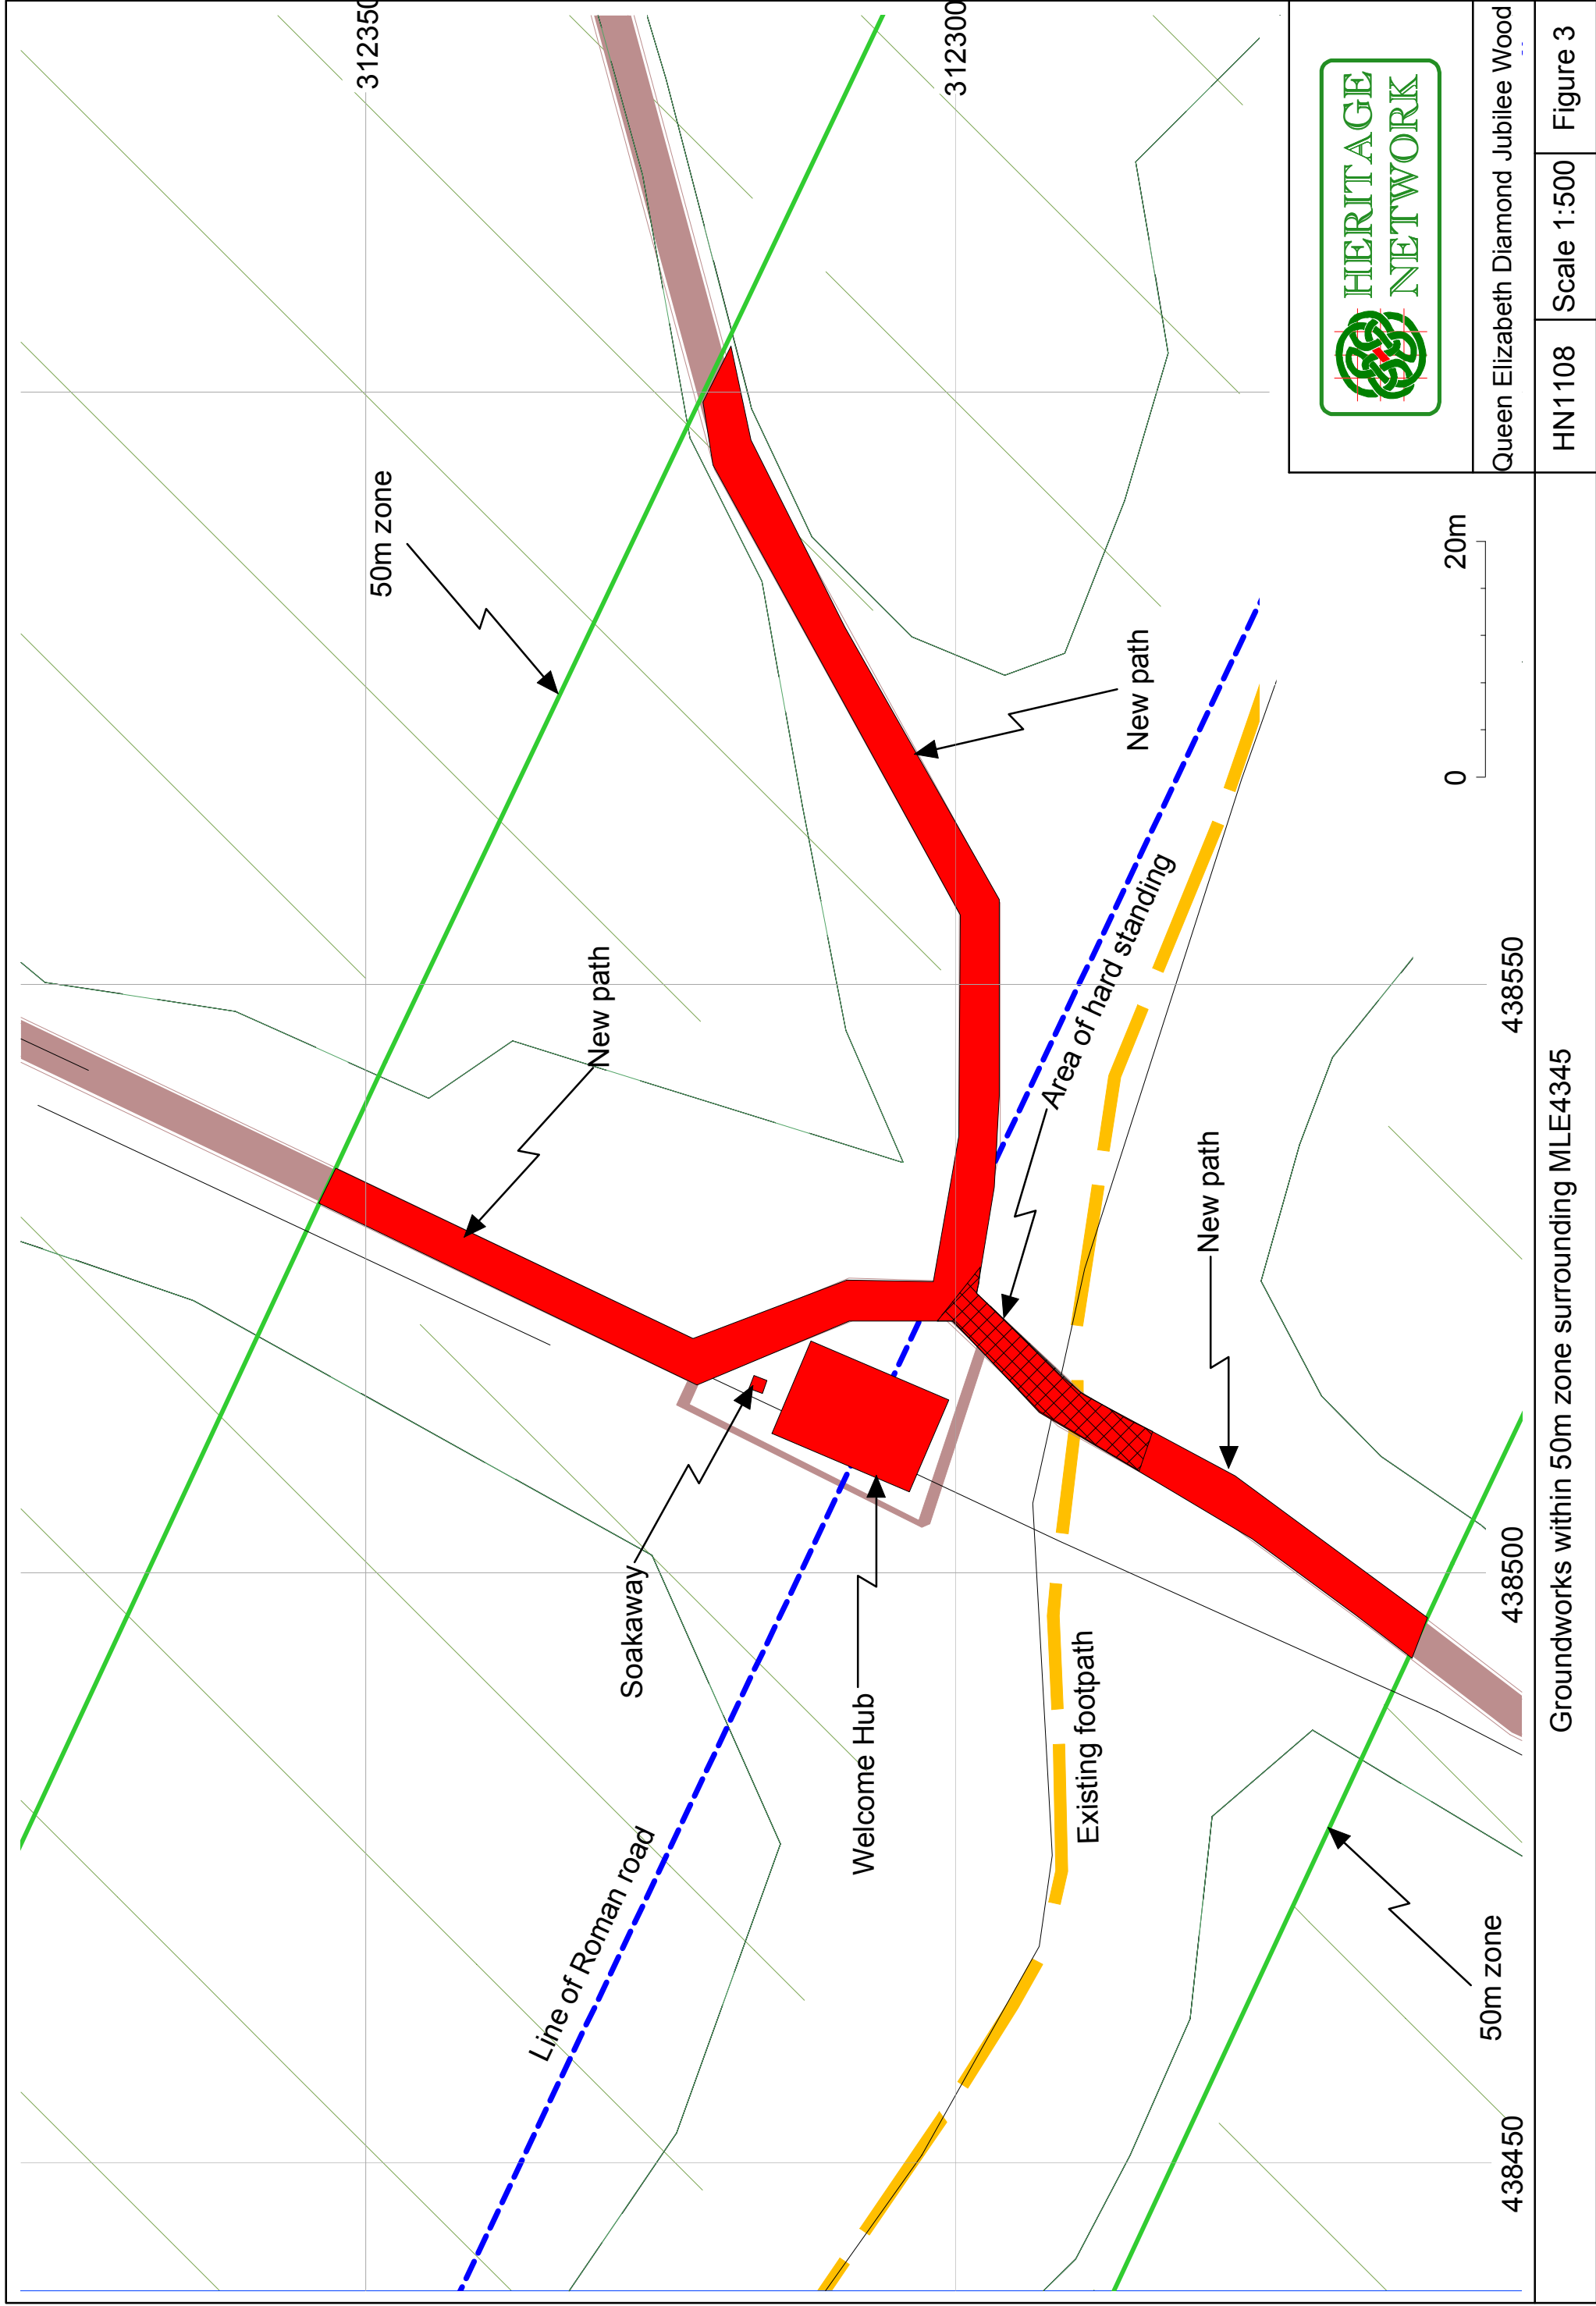 312350
312300
50m zone
New path
New path
Area of hard standing
New path
Soakaway
Welcome Hub
Line of Roman road
Existing footpath
50m zone
438450
438500
438550
0
20m
HERITAGE
NETWORK
Queen Elizabeth Diamond Jubilee Wood
Groundworks within 50m zone surrounding MLE4345
HN1108
Scale 1:500
Figure 3